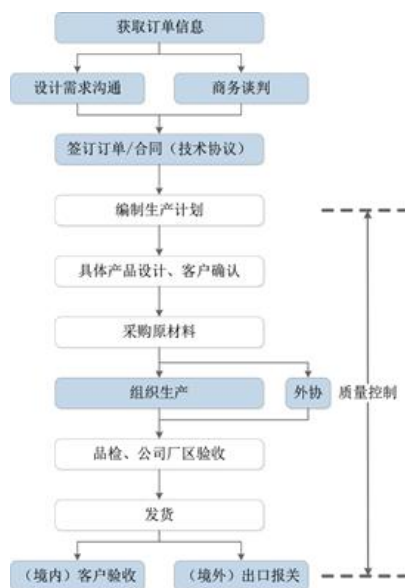 获取订单信息
设计需求沟通
商务谈判
签订订单/合同（技术协议）
编制生产计划
具体产品设计、客户确认
采购原材料
组织生产
外协
质量控制
品检、公司厂区验收
发货
（境内）客户验收
（境外）出口报关